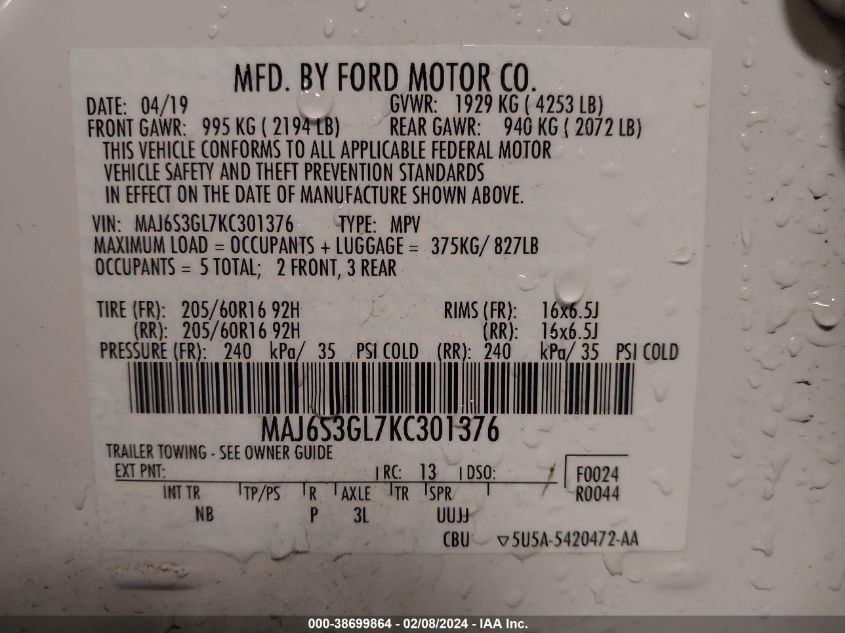 MFD. BY FORD MOTOR CO.
DATE: 04/19 GVWR: 1929 KG ( 4253 LB)
FRONT GAWR: 995 KG ( 2194 LB) REAR GAWR: 940 KG ( 2072 LB)
THIS VEHICLE CONFORMS TO ALL APPLICABLE FEDERAL MOTOR
VEHICLE SAFETY AND THEFT PREVENTION STANDARDS
IN EFFECT ON THE DATE OF MANUFACTURE SHOWN ABOVE.
VIN: MAJ6S3GL7KC301376 TYPE: MPV
MAXIMUM LOAD = OCCUPANTS + LUGGAGE = 375KG/ 827LB
OCCUPANTS = 5 TOTAL; 2 FRONT, 3 REAR
TIRE (FR): 205/60R16 92H RIMS (FR): 16x6.5J
(RR): 205/60R16 92H (RR): 16x6.5J
PRESSURE (FR): 240 kPa/ 35 PSI COLD (RR): 240 kPa/ 35 PSI COLD
MAJ6S3GL7KC301376
TRAILER TOWING - SEE OWNER GUIDE
EXT PNT: RC: 13 DSO: F0024
INT TR TP/PS R AXLE TR SPR R0044
NB P 3L UUJJ
CBU ▽5U5A-5420472-AA
000-38699864 - 02/08/2024 - IAA Inc.